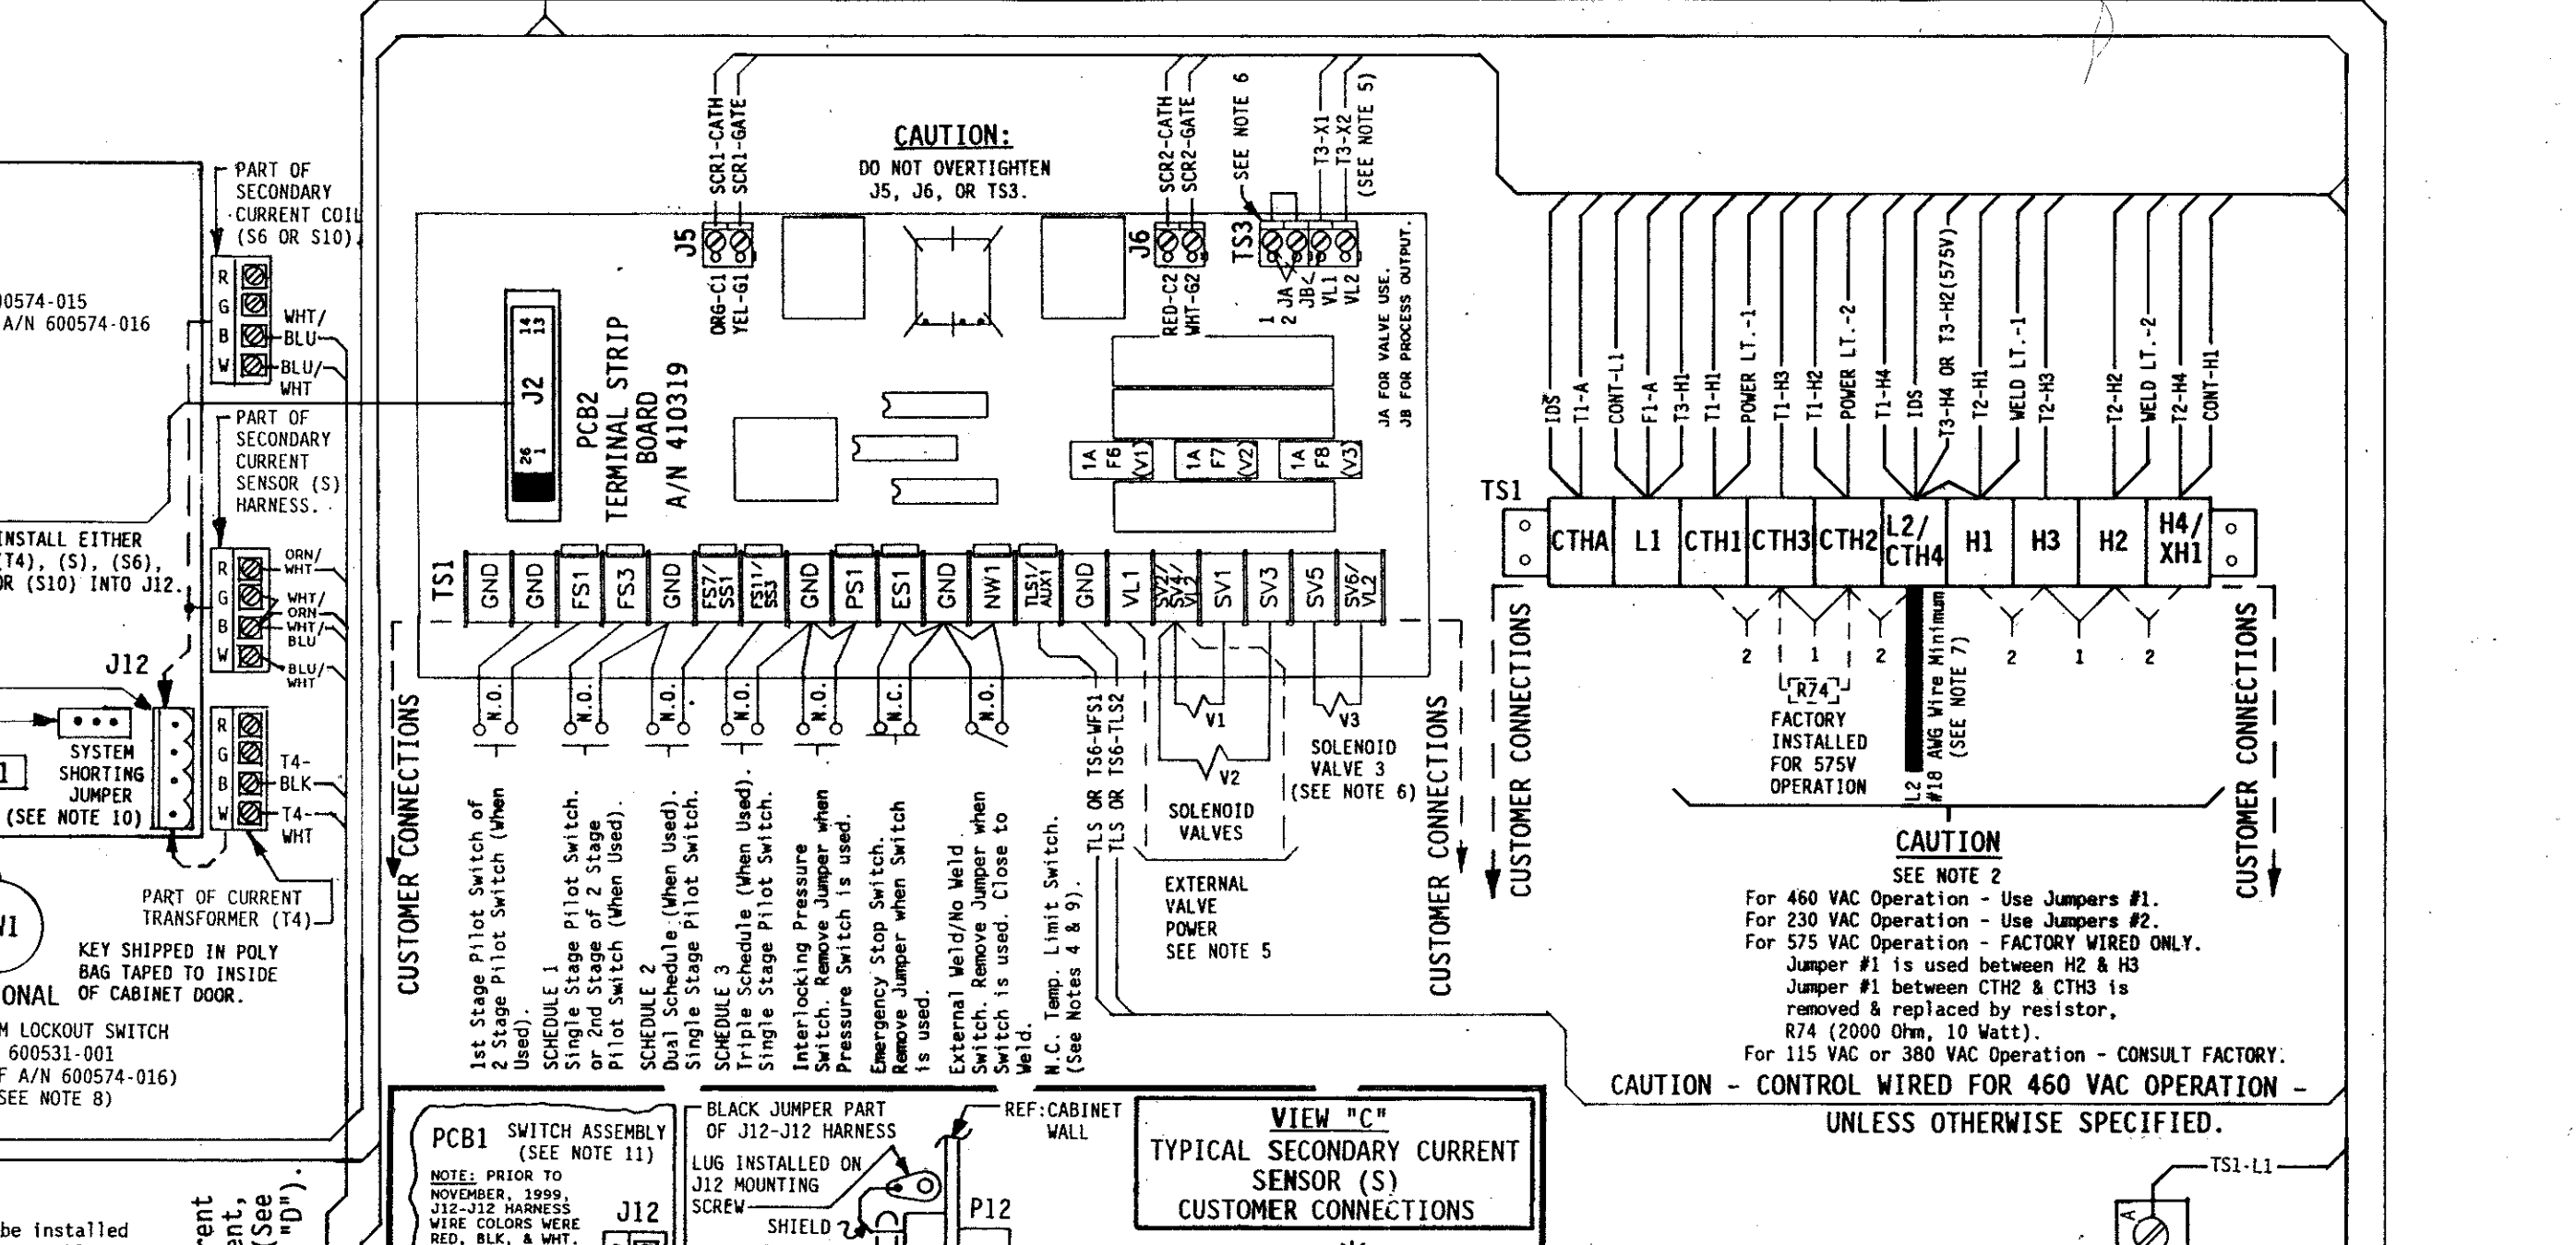 PART OF
SECONDARY
CURRENT COIL
(S6 OR S10)
00574-015
A/N 600574-016
R
G
B
W
WHT/
BLU
BLU/
WHT
PART OF
SECONDARY
CURRENT
SENSOR (S)
HARNESS.
INSTALL EITHER
(T4), (S), (S6),
OR (S10) INTO J12.
R
G
B
W
ORN/
WHT
WHT/
ORN
WHT/
BLU
BLU/
WHT
J12
SYSTEM
SHORTING
JUMPER
(SEE NOTE 10)
R
G
B
W
T4-
BLK
T4-
WHT
PART OF CURRENT
TRANSFORMER (T4)
KEY SHIPPED IN POLY
BAG TAPED TO INSIDE
OF CABINET DOOR.
ONAL
M LOCKOUT SWITCH
600531-001
F A/N 600574-016)
SEE NOTE 8)
be installed
(See
"D").
SCR1-CATH
SCR1-GATE
CAUTION:
DO NOT OVERTIGHTEN
J5, J6, OR TS3.
SCR2-CATH
SCR2-GATE
SEE NOTE 6
T3-X1
T3-X2
(SEE NOTE 5)
J5
ORG-C1
YEL-G1
J6
RED-C2
WHT-G2
TS3
1
2
JA
JB
VL1
VL2
JA FOR VALVE USE.
JB FOR PROCESS OUTPUT.
14
13
J2
26
1
PCB2
TERMINAL STRIP
BOARD
A/N 410319
1A
F6
(V1)
1A
F7
(V2)
1A
F8
(V3)
TS1
GND
GND
FS1
FS3
GND
FS7/
SS1
FS11/
SS3
GND
PS1
ES1
GND
NW1
TLS1/
AUX1
GND
VL1
SV2/
SV4/
VL2
SV1
SV3
SV5
SV6/
VL2
CUSTOMER CONNECTIONS
N.O.
N.O.
N.O.
N.O.
N.O.
N.C.
N.O.
TLS OR TS6-WFS1
TLS OR TS6-TLS2
V1
V2
V3
SOLENOID
VALVES
SOLENOID
VALVE 3
(SEE NOTE 6)
EXTERNAL
VALVE
POWER
SEE NOTE 5
CUSTOMER CONNECTIONS
1st Stage Pilot Switch of
2 Stage Pilot Switch (When
Used).
SCHEDULE 1
Single Stage Pilot Switch.
or 2nd Stage of 2 Stage
Pilot Switch (When Used).
SCHEDULE 2
Dual Schedule (When Used).
Single Stage Pilot Switch.
SCHEDULE 3
Triple Schedule (When Used).
Single Stage Pilot Switch.
Interlocking Pressure
Switch. Remove Jumper when
Pressure Switch is used.
Emergency Stop Switch.
Remove Jumper when Switch
is used.
External Weld/No Weld
Switch. Remove Jumper when
Switch is used. Close to
Weld.
N.C. Temp. Limit Switch.
(See Notes 4 & 9).
IDS
T1-A
CONT-L1
F1-A
T3-H1
T1-H1
POWER LT.-1
T1-H3
T1-H2
POWER LT.-2
T1-H4
IDS
T3-H4 OR T3-H2(575V)
T2-H1
WELD LT.-1
T2-H3
T2-H2
WELD LT.-2
T2-H4
CONT-H1
TS1
CTHA
L1
CTH1
CTH3
CTH2
L2/
CTH4
H1
H3
H2
H4/
XH1
CUSTOMER CONNECTIONS
2
1
2
2
1
2
R74
FACTORY
INSTALLED
FOR 575V
OPERATION
L2
#18 AWG Wire Minimum
(SEE NOTE 7)
CUSTOMER CONNECTIONS
CAUTION
SEE NOTE 2
For 460 VAC Operation - Use Jumpers #1.
For 230 VAC Operation - Use Jumpers #2.
For 575 VAC Operation - FACTORY WIRED ONLY.
Jumper #1 is used between H2 & H3
Jumper #1 between CTH2 & CTH3 is
removed & replaced by resistor,
R74 (2000 Ohm, 10 Watt).
For 115 VAC or 380 VAC Operation - CONSULT FACTORY.
CAUTION - CONTROL WIRED FOR 460 VAC OPERATION -
UNLESS OTHERWISE SPECIFIED.
TS1-L1
A
PCB1
SWITCH ASSEMBLY
(SEE NOTE 11)
NOTE: PRIOR TO
NOVEMBER, 1999,
J12-J12 HARNESS
WIRE COLORS WERE
RED, BLK, & WHT.
J12
BLACK JUMPER PART
OF J12-J12 HARNESS
LUG INSTALLED ON
J12 MOUNTING
SCREW
SHIELD
REF:CABINET
WALL
P12
VIEW "C"
TYPICAL SECONDARY CURRENT
SENSOR (S)
CUSTOMER CONNECTIONS